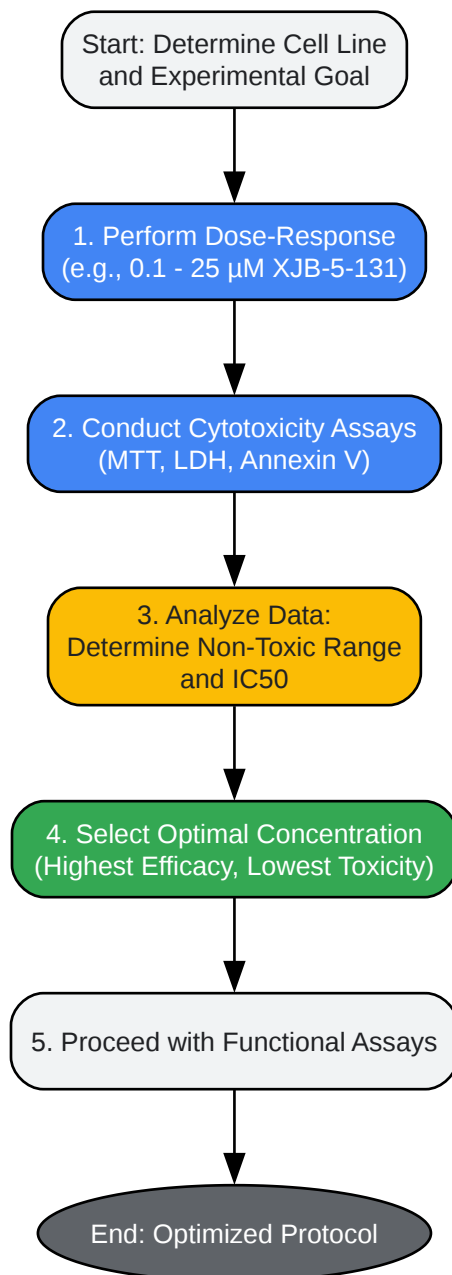 Start: Determine Cell Line
and Experimental Goal
1. Perform Dose-Response
(e.g., 0.1 - 25 µM XJB-5-131)
2. Conduct Cytotoxicity Assays
(MTT, LDH, Annexin V)
3. Analyze Data:
Determine Non-Toxic Range
and IC50
4. Select Optimal Concentration
(Highest Efficacy, Lowest Toxicity)
5. Proceed with Functional Assays
End: Optimized Protocol